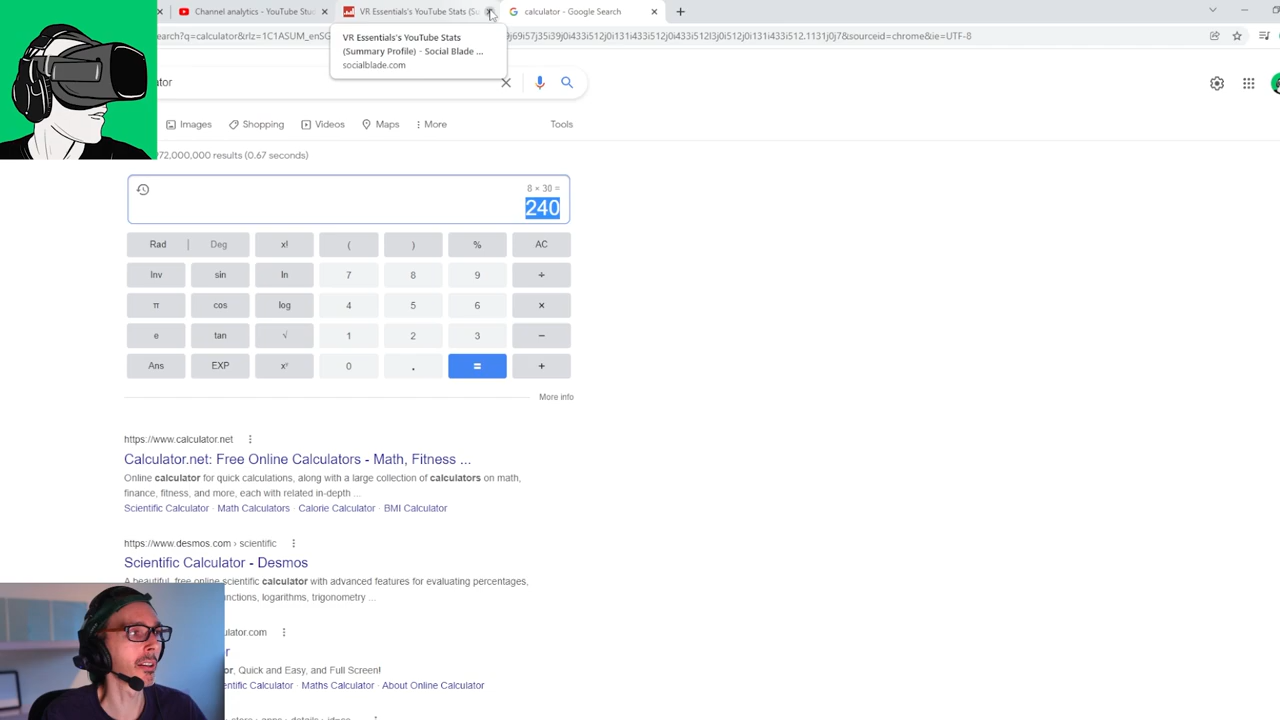 Channel analytics - YouTube Stu
VR Essentials's YouTube Stats (Su
calculator - Google Search
VR Essentials's YouTube Stats
(Summary Profile) - Social Blade ...
socialblade.com
ator
Images
Shopping
Videos
Maps
More
Tools
72,000,000 results (0.67 seconds)
8 × 30 =
240
Rad | Deg x! ( ) % AC
Inv sin ln 7 8 9 ÷
π cos log 4 5 6 ×
e tan √ 1 2 3 −
Ans EXP xʸ 0 . = +
More info
https://www.calculator.net
Calculator.net: Free Online Calculators - Math, Fitness ...
Online calculator for quick calculations, along with a large collection of calculators on math,
finance, fitness, and more, each with related in-depth ...
Scientific Calculator · Math Calculators · Calorie Calculator · BMI Calculator
https://www.desmos.com › scientific
Scientific Calculator - Desmos
A beautiful, free online scientific calculator with advanced features for evaluating percentages,
nctions, logarithms, trigonometry ...
ulator.com
r
or, Quick and Easy, and Full Screen!
entific Calculator · Maths Calculator · About Online Calculator